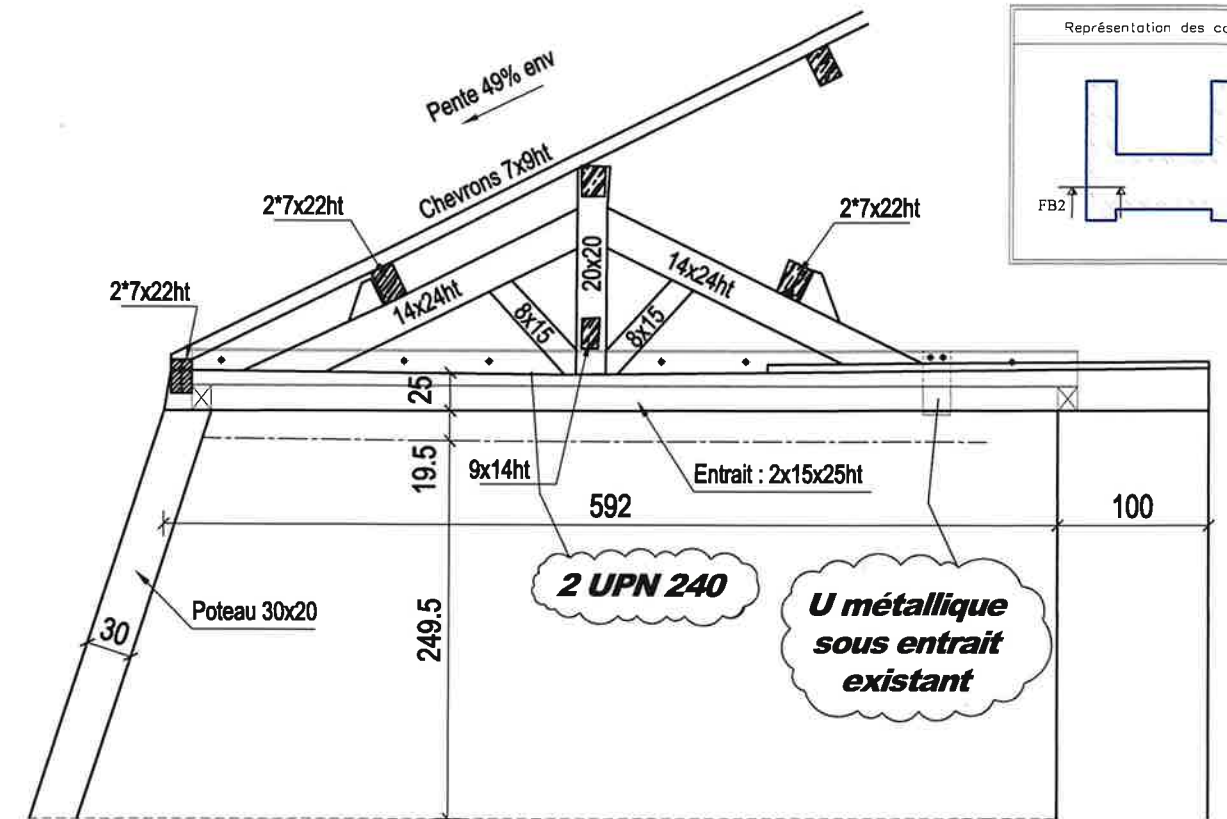 Représentation des co
FB2
Pente 49% env
Chevrons 7x9ht
2*7x22ht
2*7x22ht
2*7x22ht
14x24ht
20x20
14x24ht
8x15
8x15
25
19.5
9x14ht
Entrait : 2x15x25ht
592
100
2 UPN 240
U métallique
sous entrait
existant
Poteau 30x20
30
249.5